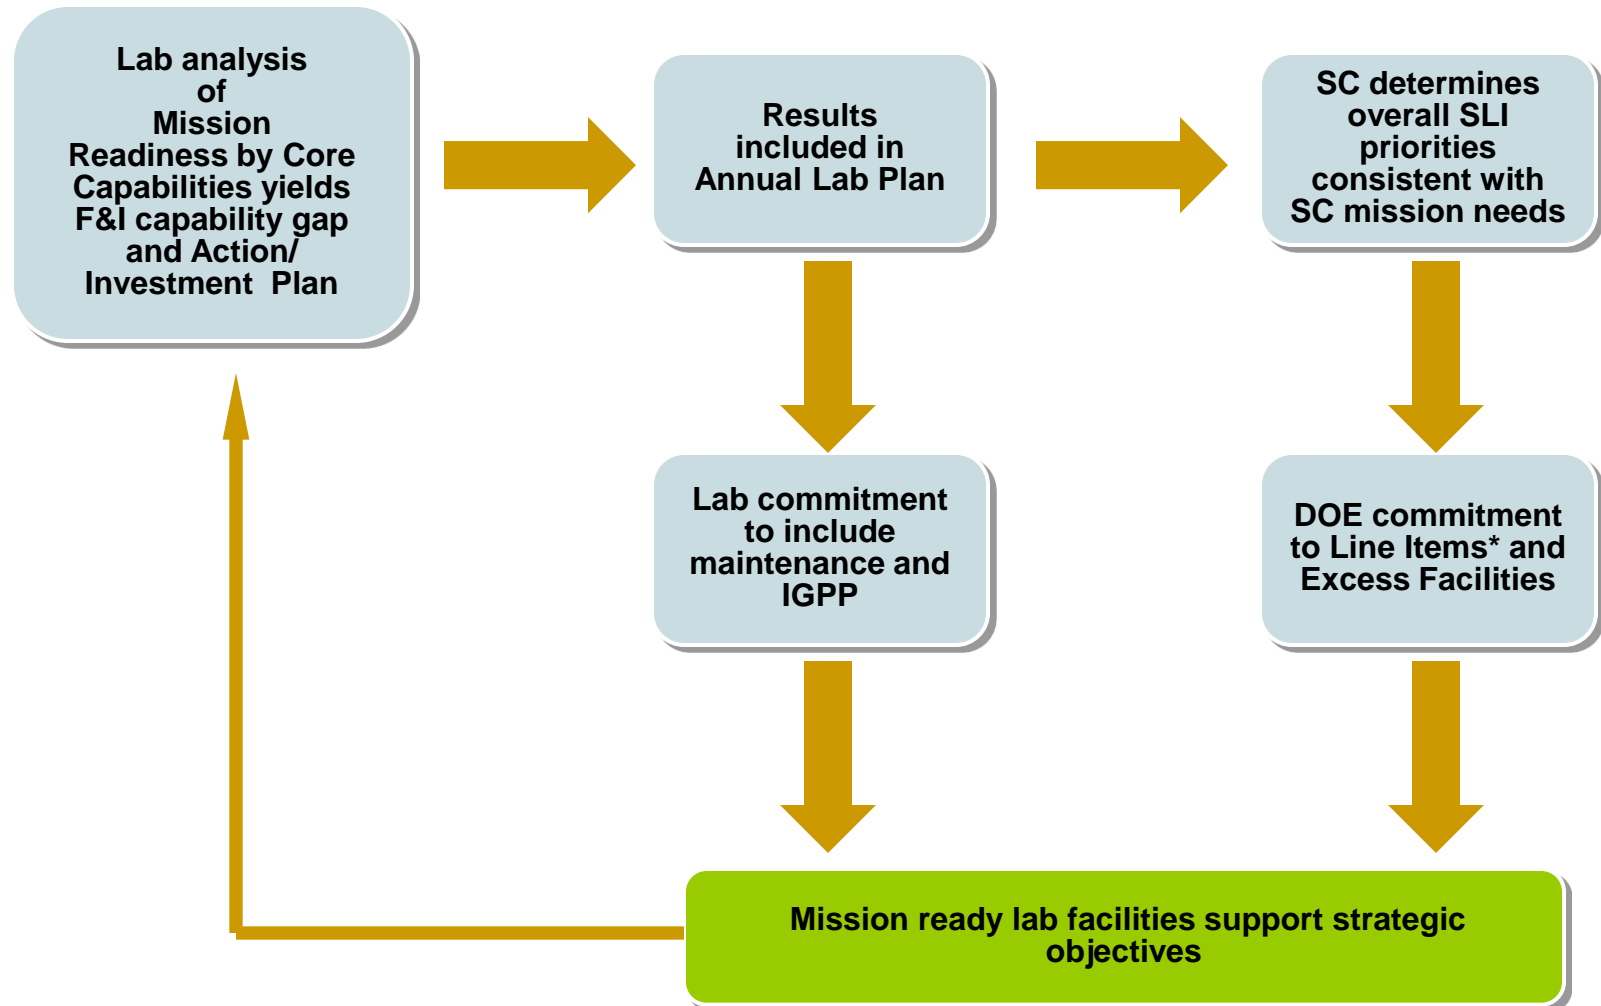 Lab analysis
of
Mission
Readiness by Core
Capabilities yields
F&I capability gap
and Action/
Investment Plan
Results
included in
Annual Lab Plan
SC determines
overall SLI
priorities
consistent with
SC mission needs
Lab commitment
to include
maintenance and
IGPP
DOE commitment
to Line Items* and
Excess Facilities
Mission ready lab facilities support strategic
objectives